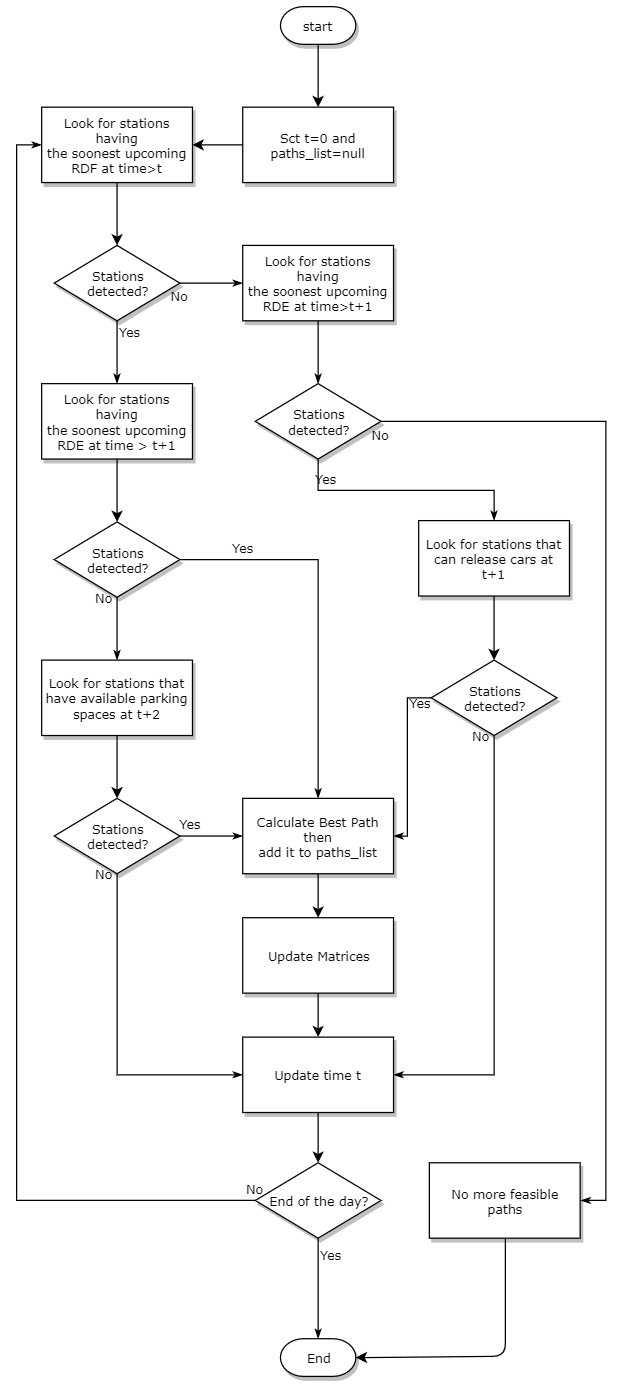 start
Sct t=0 and
paths_list=null
Look for stations
having
the soonest upcoming
RDF at time>t
Stations
detected?
No
Yes
Look for stations
having
the soonest upcoming
RDE at time>t+1
Look for stations
having
the soonest upcoming
RDE at time > t+1
Stations
detected?
No
Yes
Look for stations that
can release cars at
t+1
Stations
detected?
Yes
No
Look for stations that
have available parking
spaces at t+2
Stations
detected?
Yes
No
Stations
detected?
Yes
No
Calculate Best Path
then
add it to paths_list
Update Matrices
Update time t
End of the day?
No
Yes
No more feasible
paths
End